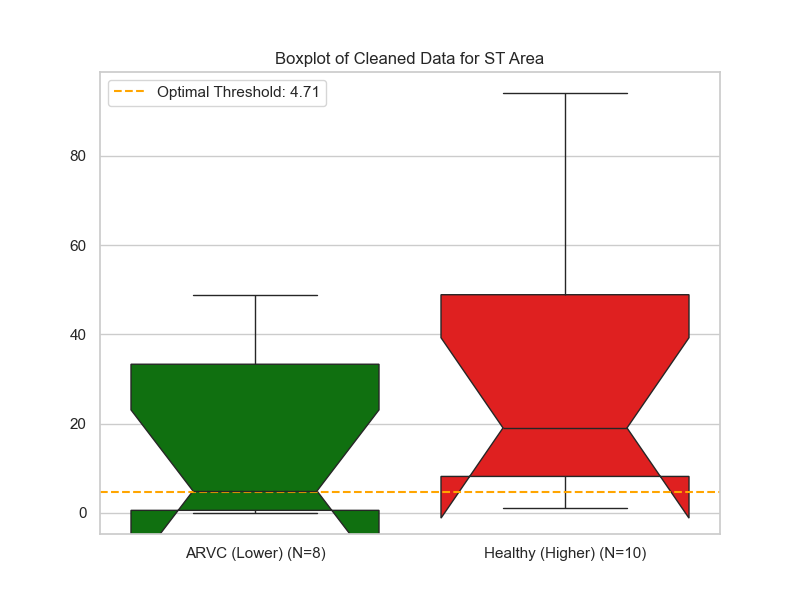 Boxplot of Cleaned Data for ST Area
Optimal Threshold: 4.71
80
60
40
20
0
ARVC (Lower) (N=8)
Healthy (Higher) (N=10)